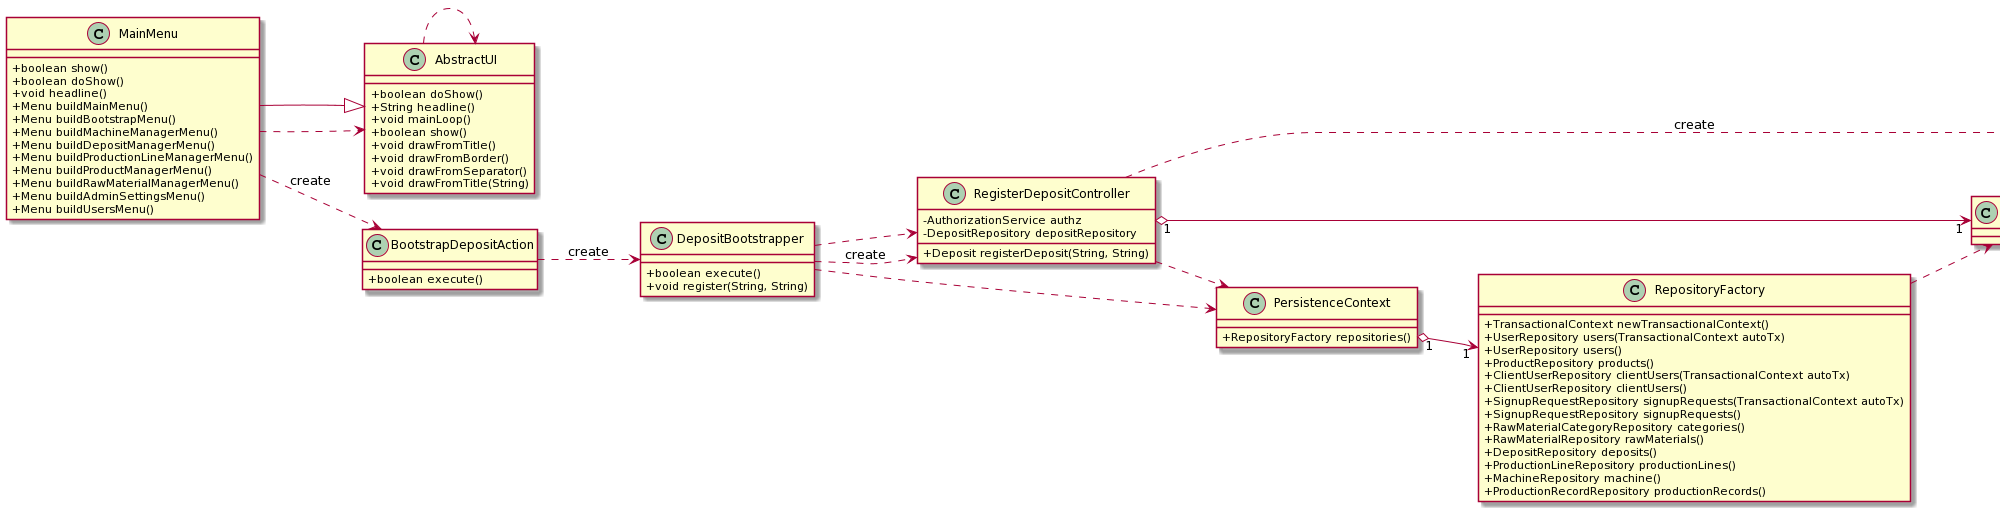 C MainMenu
+boolean show()
+boolean doShow()
+void headline()
+Menu buildMainMenu()
+Menu buildBootstrapMenu()
+Menu buildMachineManagerMenu()
+Menu buildDepositManagerMenu()
+Menu buildProductionLineManagerMenu()
+Menu buildProductManagerMenu()
+Menu buildRawMaterialManagerMenu()
+Menu buildAdminSettingsMenu()
+Menu buildUsersMenu()
C AbstractUI
+boolean doShow()
+String headline()
+void mainLoop()
+boolean show()
+void drawFromTitle()
+void drawFromBorder()
+void drawFromSeparator()
+void drawFromTitle(String)
create
C BootstrapDepositAction
+boolean execute()
create
C DepositBootstrapper
+boolean execute()
+void register(String, String)
create
C RegisterDepositController
-AuthorizationService authz
-DepositRepository depositRepository
+Deposit registerDeposit(String, String)
create
1
1
C
C PersistenceContext
+RepositoryFactory repositories()
1
1
C RepositoryFactory
+TransactionalContext newTransactionalContext()
+UserRepository users(TransactionalContext autoTx)
+UserRepository users()
+ProductRepository products()
+ClientUserRepository clientUsers(TransactionalContext autoTx)
+ClientUserRepository clientUsers()
+SignupRequestRepository signupRequests(TransactionalContext autoTx)
+SignupRequestRepository signupRequests()
+RawMaterialCategoryRepository categories()
+RawMaterialRepository rawMaterials()
+DepositRepository deposits()
+ProductionLineRepository productionLines()
+MachineRepository machine()
+ProductionRecordRepository productionRecords()